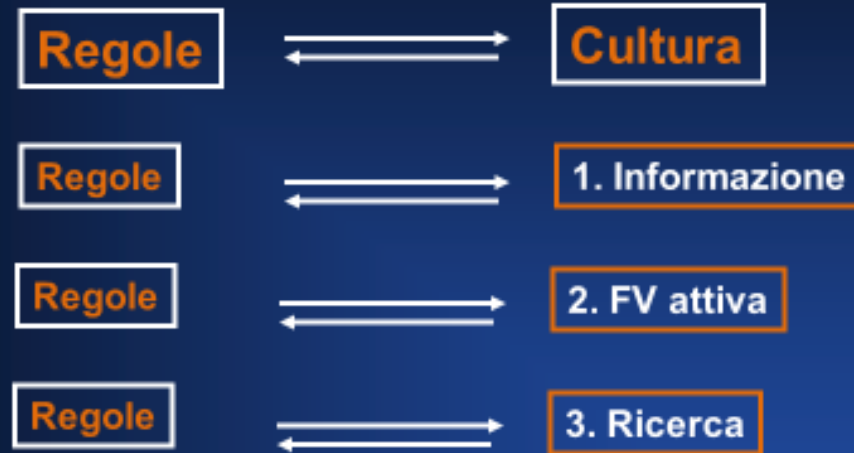 Regole Cultura
Regole 1. Informazione
Regole 2. FV attiva
Regole 3. Ricerca